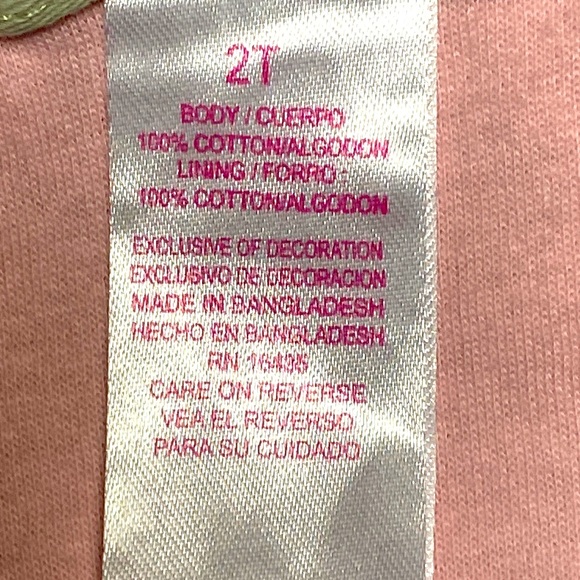 2T
BODY / CUERPO
100% COTTON/ALGODON
LINING / FORRO
100% COTTON/ALGODON
EXCLUSIVE OF DECORATION
EXCLUSIVO DE DECORACION
MADE IN BANGLADESH
HECHO EN BANGLADESH
RN 16435
CARE ON REVERSE
VEA EL REVERSO
PARA SU CUIDADO